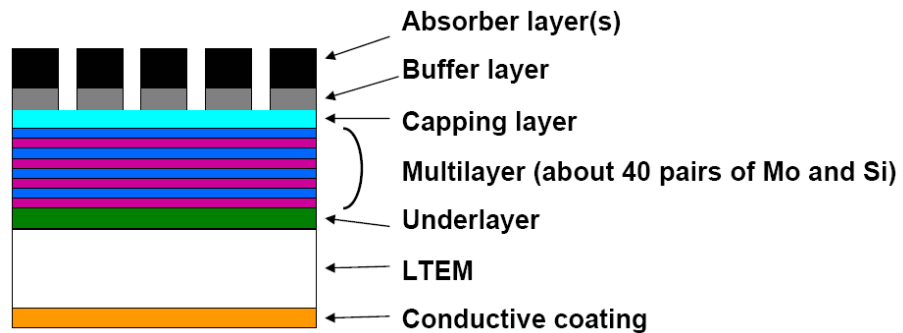 Absorber layer(s)
Buffer layer
Capping layer
Multilayer (about 40 pairs of Mo and Si)
Underlayer
LTEM
Conductive coating